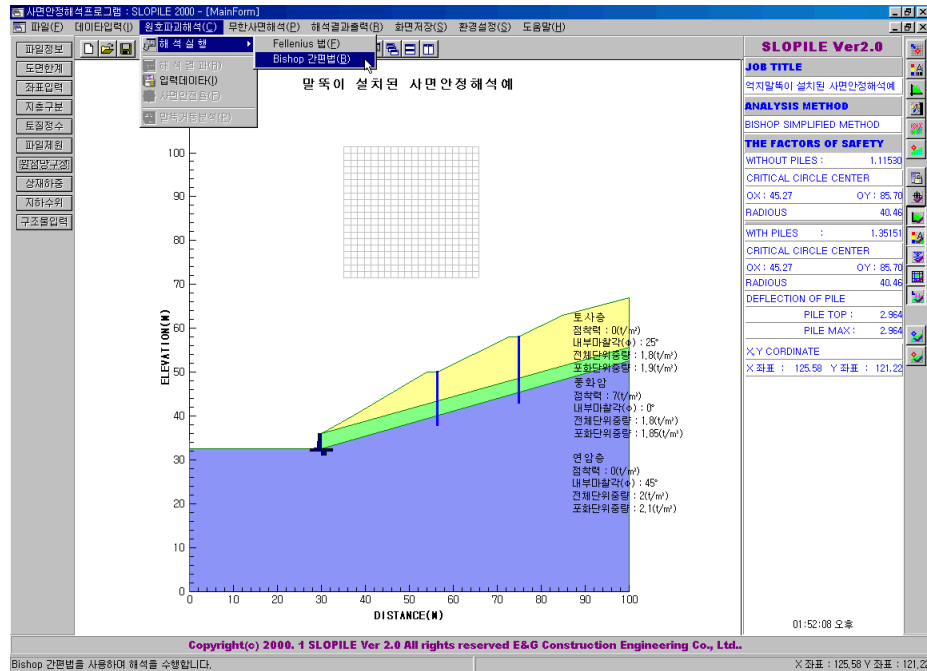 사면안정해석프로그램 : SLOPILE 2000 - [MainForm]
파일(F) 데이타입력(I) 원호파괴해석(C) 무한사면해석(P) 해석결과출력(R) 화면저장(S) 환경설정(S) 도움말(H)
해 석 실 행
Fellenius 법(F)
Bishop 간편법(B)
해 석 결 과(R)
입력데이타(I)
사면안전율(F)
말뚝거동분석(P)
파일정보
도면한계
좌표입력
지층구분
토질정수
파일제원
원점망구성
상재하중
지하수위
구조물입력
말뚝이 설치된 사면안정해석예
ELEVATION(M)
100
90
80
70
60
50
40
30
20
10
0
0 10 20 30 40 50 60 70 80 90 100
DISTANCE(M)
토사층
점착력 : 0(t/m²)
내부마찰각(φ) : 25°
전체단위중량 : 1.8(t/m³)
포화단위중량 : 1.9(t/m³)
풍화암
점착력 : 7(t/m²)
내부마찰각(φ) : 0°
전체단위중량 : 1.8(t/m³)
포화단위중량 : 1.85(t/m³)
연암층
점착력 : 0(t/m²)
내부마찰각(φ) : 45°
전체단위중량 : 2(t/m³)
포화단위중량 : 2.1(t/m³)
SLOPILE Ver2.0
JOB TITLE
억지말뚝이 설치된 사면안정해석예
ANALYSIS METHOD
BISHOP SIMPLIFIED METHOD
THE FACTORS OF SAFETY
WITHOUT PILES : 1.11530
CRITICAL CIRCLE CENTER
OX : 45.27 OY : 85.70
RADIOUS 40.46
WITH PILES : 1.35151
CRITICAL CIRCLE CENTER
OX : 45.27 OY : 85.70
RADIOUS 40.46
DEFLECTION OF PILE
PILE TOP : 2.964
PILE MAX : 2.964
X,Y CORDINATE
X 좌표 : 125.58 Y 좌표 : 121.22
01:52:08 오후
Copyright(c) 2000. 1 SLOPILE Ver 2.0 All rights reserved E&G Construction Engineering Co., Ltd..
Bishop 간편법을 사용하며 해석을 수행합니다.
X 좌표 : 125.58 Y 좌표 : 121.22